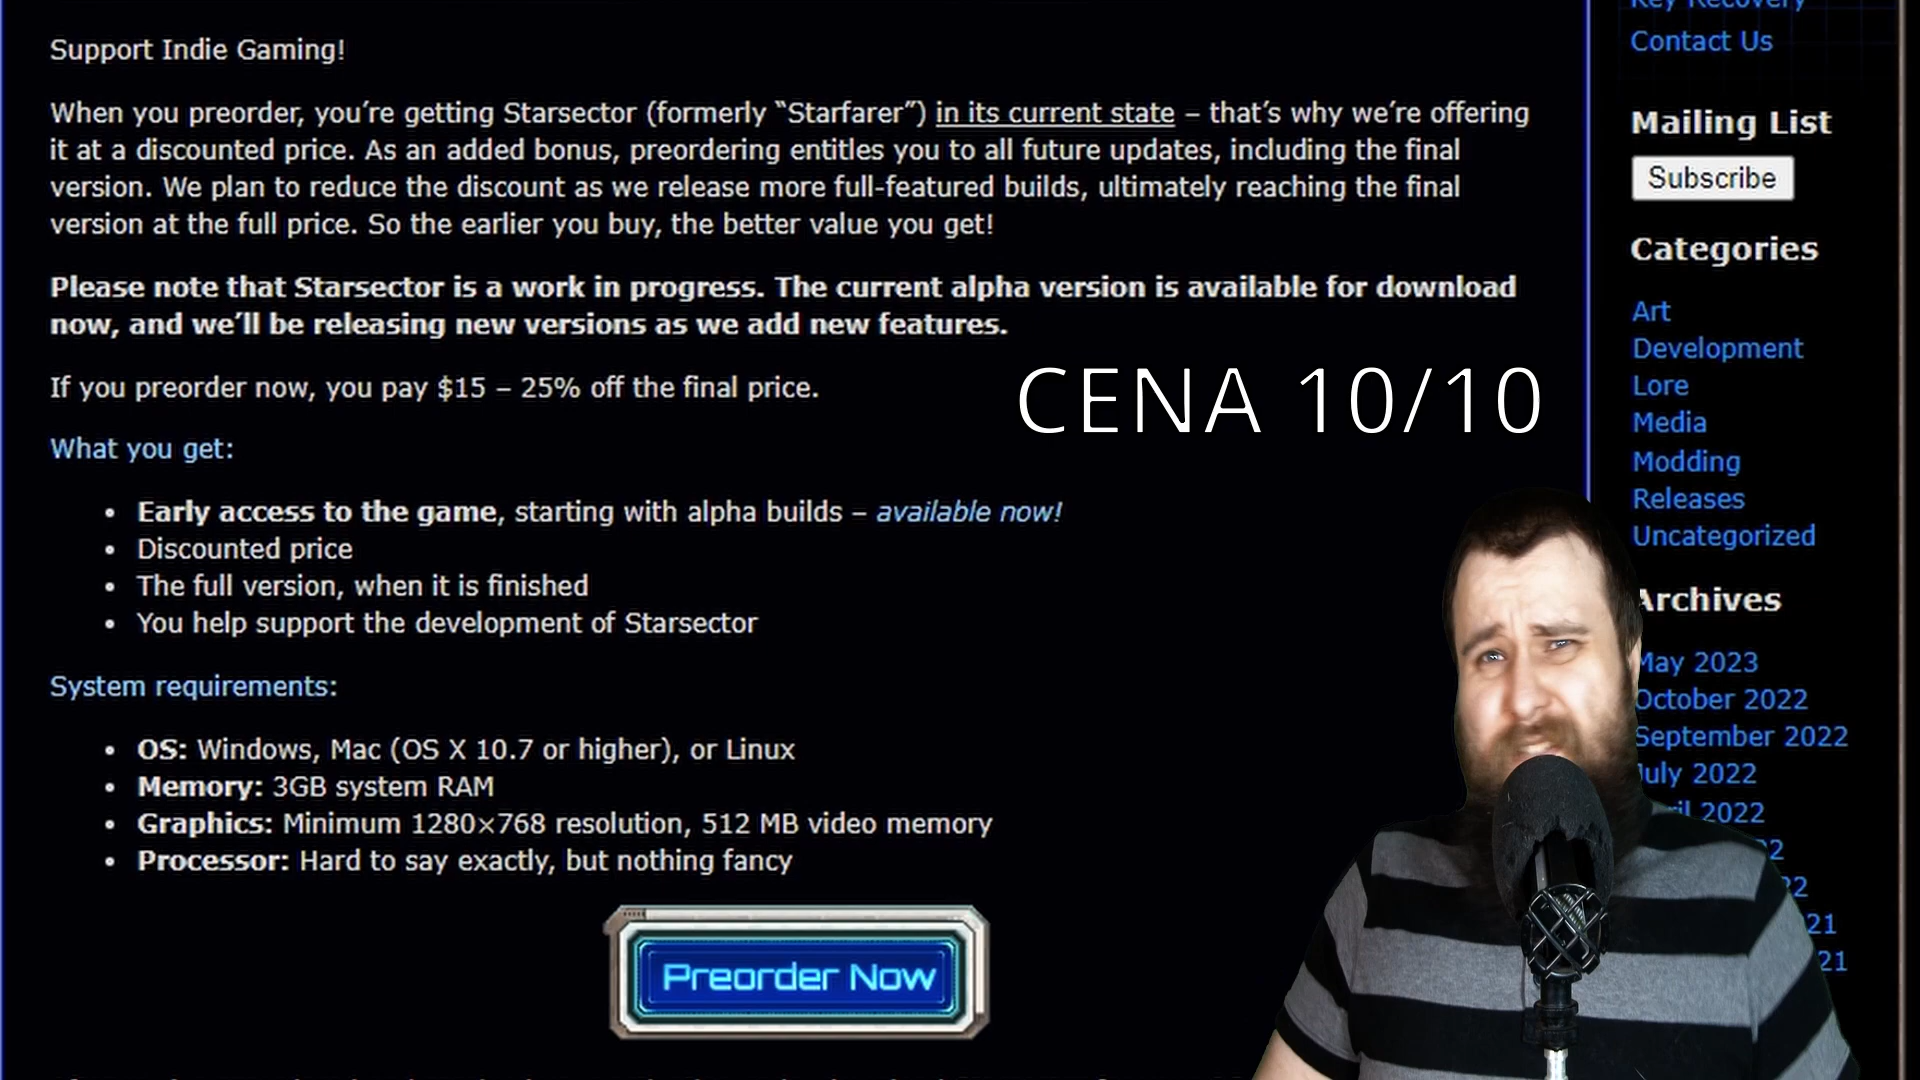 Support Indie Gaming!
When you preorder, you’re getting Starsector (formerly “Starfarer”) in its current state – that’s why we’re offering
it at a discounted price. As an added bonus, preordering entitles you to all future updates, including the final
version. We plan to reduce the discount as we release more full-featured builds, ultimately reaching the final
version at the full price. So the earlier you buy, the better value you get!
Please note that Starsector is a work in progress. The current alpha version is available for download
now, and we’ll be releasing new versions as we add new features.
If you preorder now, you pay $15 – 25% off the final price.
CENA 10/10
What you get:
• Early access to the game, starting with alpha builds – available now!
• Discounted price
• The full version, when it is finished
• You help support the development of Starsector
System requirements:
• OS: Windows, Mac (OS X 10.7 or higher), or Linux
• Memory: 3GB system RAM
• Graphics: Minimum 1280×768 resolution, 512 MB video memory
• Processor: Hard to say exactly, but nothing fancy
Preorder Now
Key Recovery
Contact Us
Mailing List
Subscribe
Categories
Art
Development
Lore
Media
Modding
Releases
Uncategorized
Archives
May 2023
October 2022
September 2022
July 2022
2022